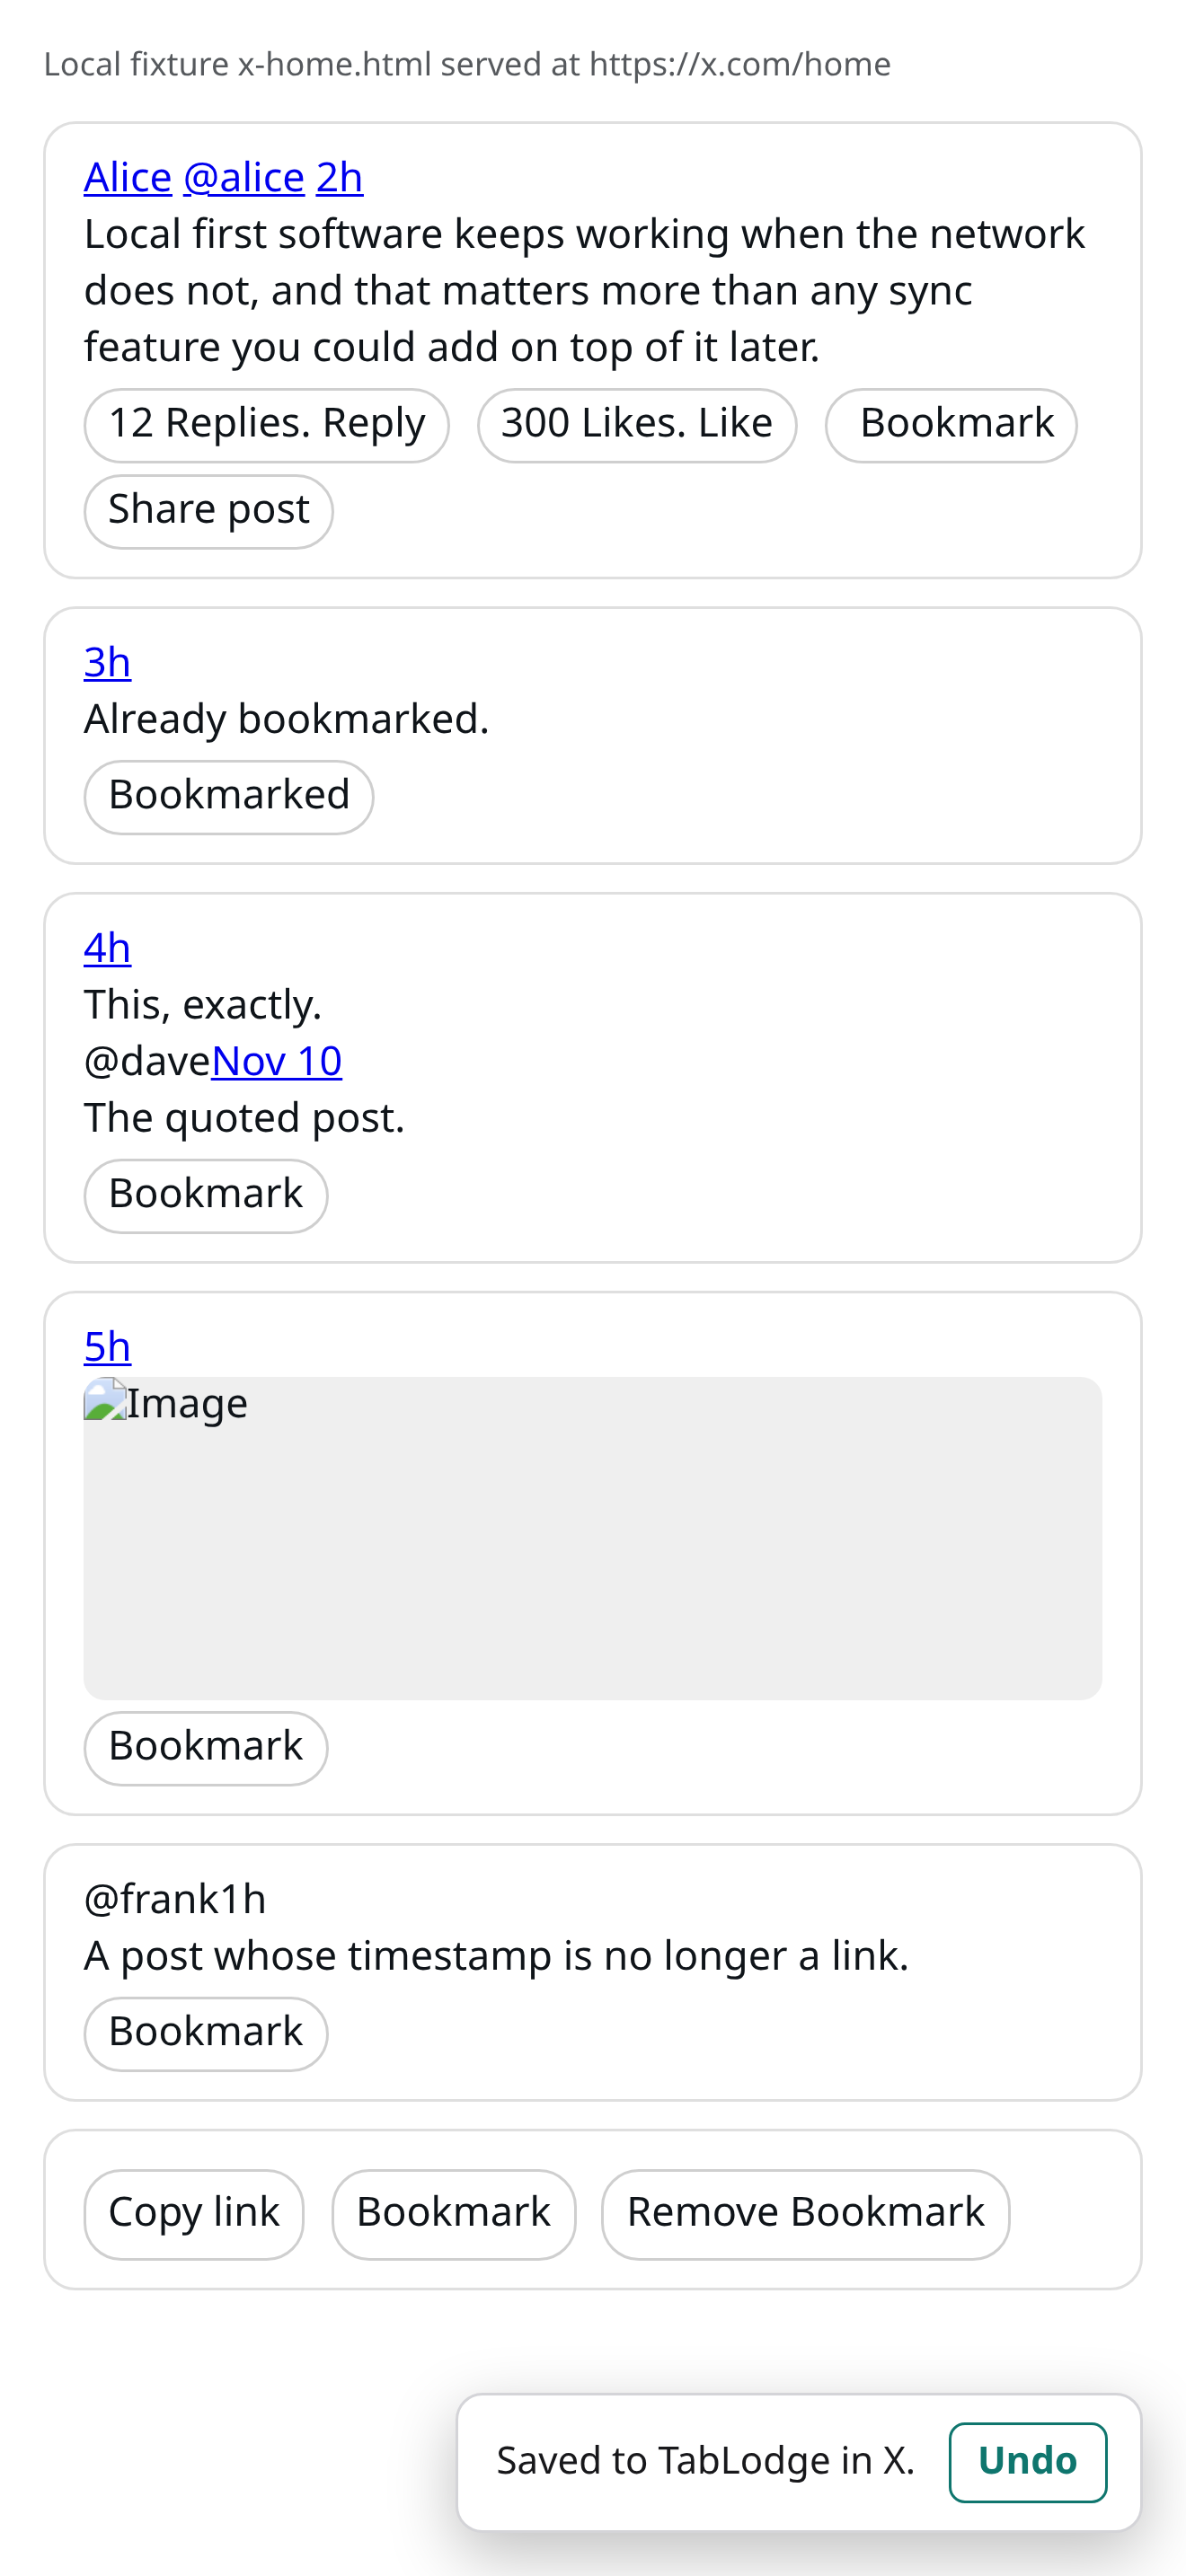 Local fixture x-home.html served at https://x.com/home
Alice @alice 2h
Local first software keeps working when the network
does not, and that matters more than any sync
feature you could add on top of it later.
12 Replies. Reply 300 Likes. Like Bookmark
Share post
3h
Already bookmarked.
Bookmarked
4h
This, exactly.
@daveNov 10
The quoted post.
Bookmark
5h
Image
Bookmark
@frank1h
A post whose timestamp is no longer a link.
Bookmark
Copy link Bookmark Remove Bookmark
Saved to TabLodge in X. Undo